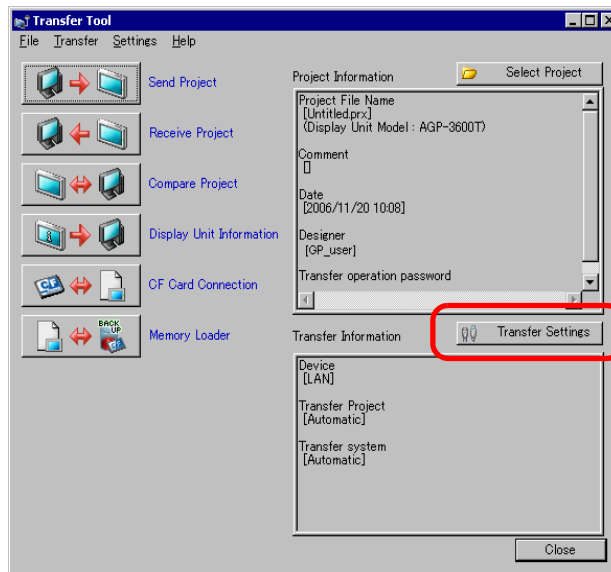 Transfer Tool
File Transfer Settings Help
Send Project
Receive Project
Compare Project
Display Unit Information
CF
CF Card Connection
BACK
UP
CF
Memory Loader
Project Information
Select Project
Project File Name
[Untitled.prx]
(Display Unit Model : AGP-3600T)
Comment
[]
Date
[2006/11/20 10:08]
Designer
[GP_user]
Transfer operation password
Transfer Information
Transfer Settings
Device
[LAN]
Transfer Project
[Automatic]
Transfer system
[Automatic]
Close